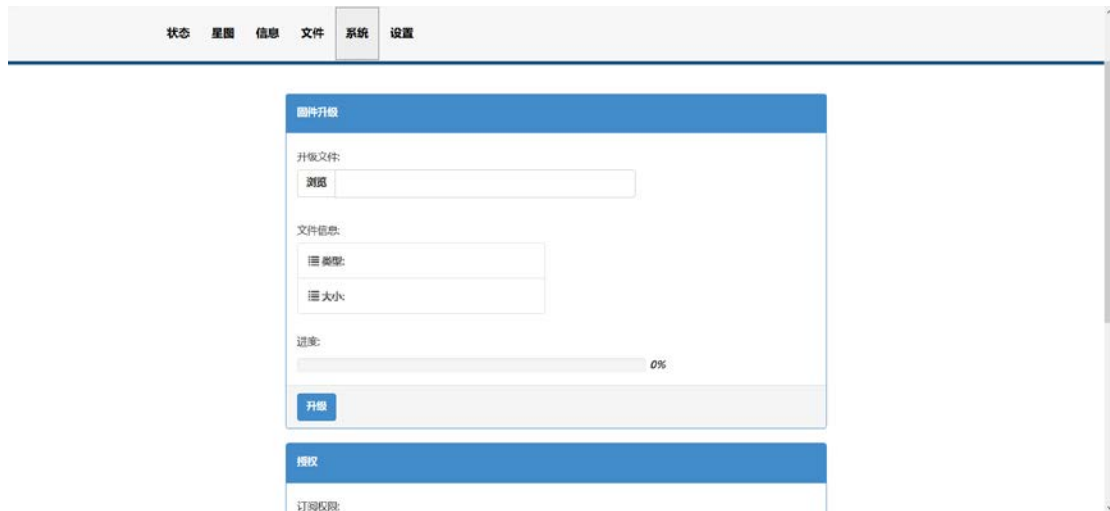 状态 星图 信息 文件 系统 设置
固件升级
升级文件:
浏览
文件信息:
类型:
大小:
进度:
0%
升级
授权
订阅权限: